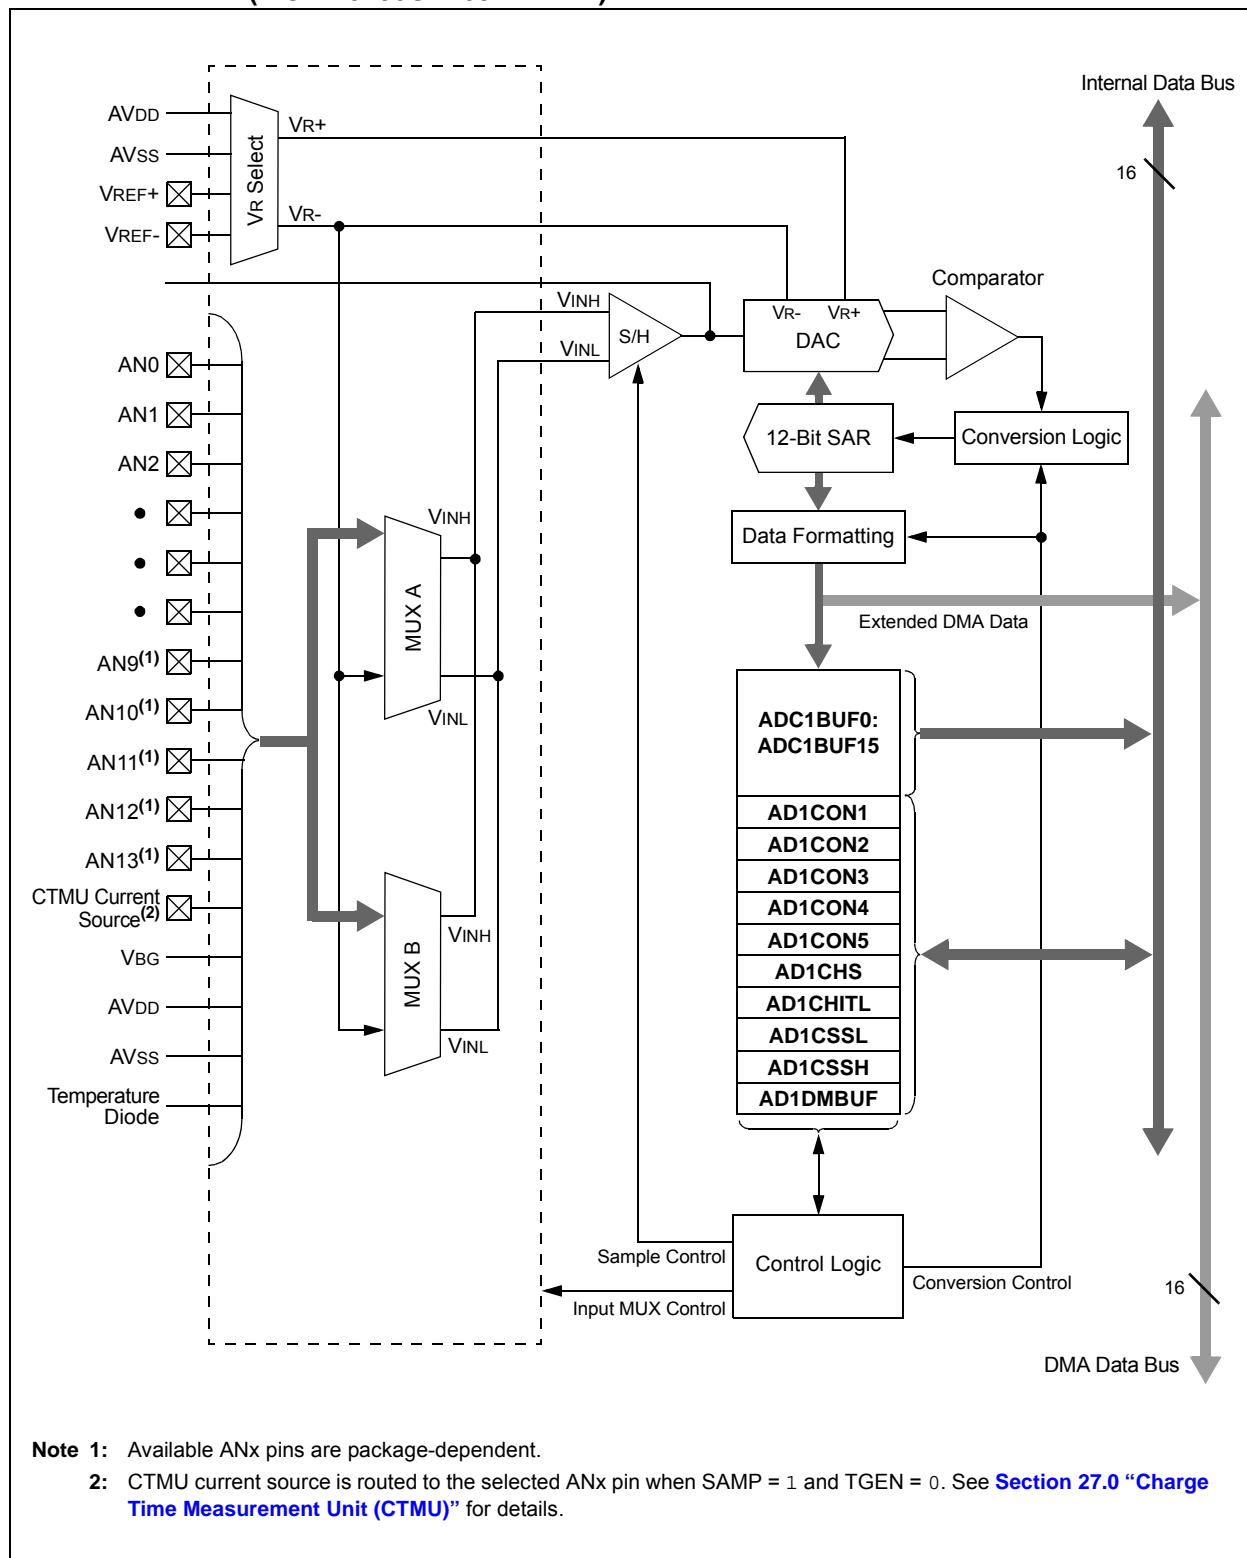 Internal Data Bus
AVDD
AVSS
VREF+
VREF-
VR Select
VR+
VR-
16
Comparator
VINH
VINL
S/H
VR- VR+
DAC
AN0
AN1
AN2
AN9(1)
AN10(1)
AN11(1)
AN12(1)
AN13(1)
CTMU Current
Source(2)
VBG
AVDD
AVSS
Temperature
Diode
VINH
MUX A
VINL
MUX B
VINH
VINL
12-Bit SAR
Conversion Logic
Data Formatting
Extended DMA Data
ADC1BUF0:
ADC1BUF15
AD1CON1
AD1CON2
AD1CON3
AD1CON4
AD1CON5
AD1CHS
AD1CHITL
AD1CSSL
AD1CSSH
AD1DMBUF
Sample Control
Control Logic
Conversion Control
Input MUX Control
16
DMA Data Bus
Note 1: Available ANx pins are package-dependent.
2: CTMU current source is routed to the selected ANx pin when SAMP = 1 and TGEN = 0. See Section 27.0 “Charge
Time Measurement Unit (CTMU)” for details.